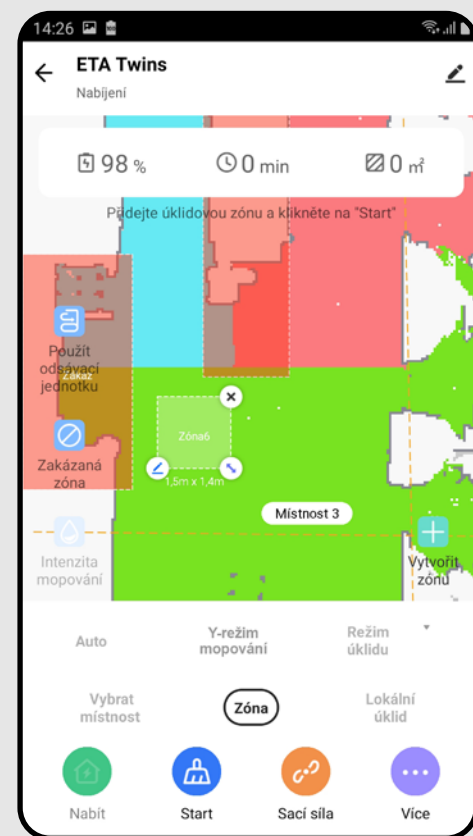 14:26
ETA Twins
Nabíjení
98 %
0 min
0 m²
Přidejte úklidovou zónu a klikněte na "Start"
Použít
odsávací
jednotku
Zákaz
Zóna6
Zakázaná
zóna
1,5m x 1,4m
Místnost 3
Intenzita
mopování
Vytvořit
zónu
Auto
Y-režim
mopování
Režim
úklidu
Vybrat
místnost
Zóna
Lokální
úklid
Nabít
Start
Sací síla
Více